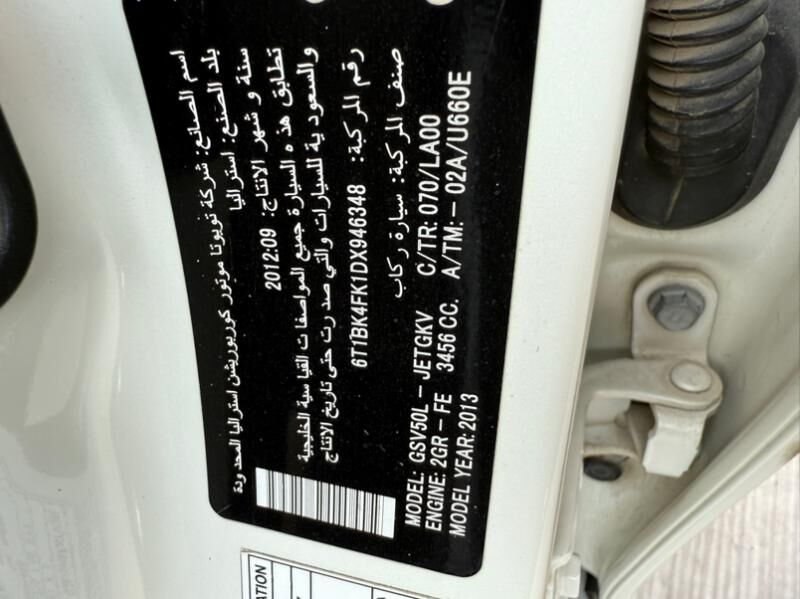 اسم الصانع: شركة تويوتا موتور كوربوريشن استراليا المحدودة
بلد الصنع: استراليا
سنة و شهر الانتاج: 2012:09
تطابق هذه السيارة جميع المواصفات القياسية الخليجية
والسعودية للسيارات والتي صدرت حتى تاريخ الانتاج
رقم المركبة: 6T1BK4FK1DX946348
صنف المركبة: سيارة ركاب
MODEL: GSV50L - JETGKV C/TR: 070/LA00
ENGINE: 2GR - FE 3456 CC. A/TM: - 02A/U660E
MODEL YEAR: 2013